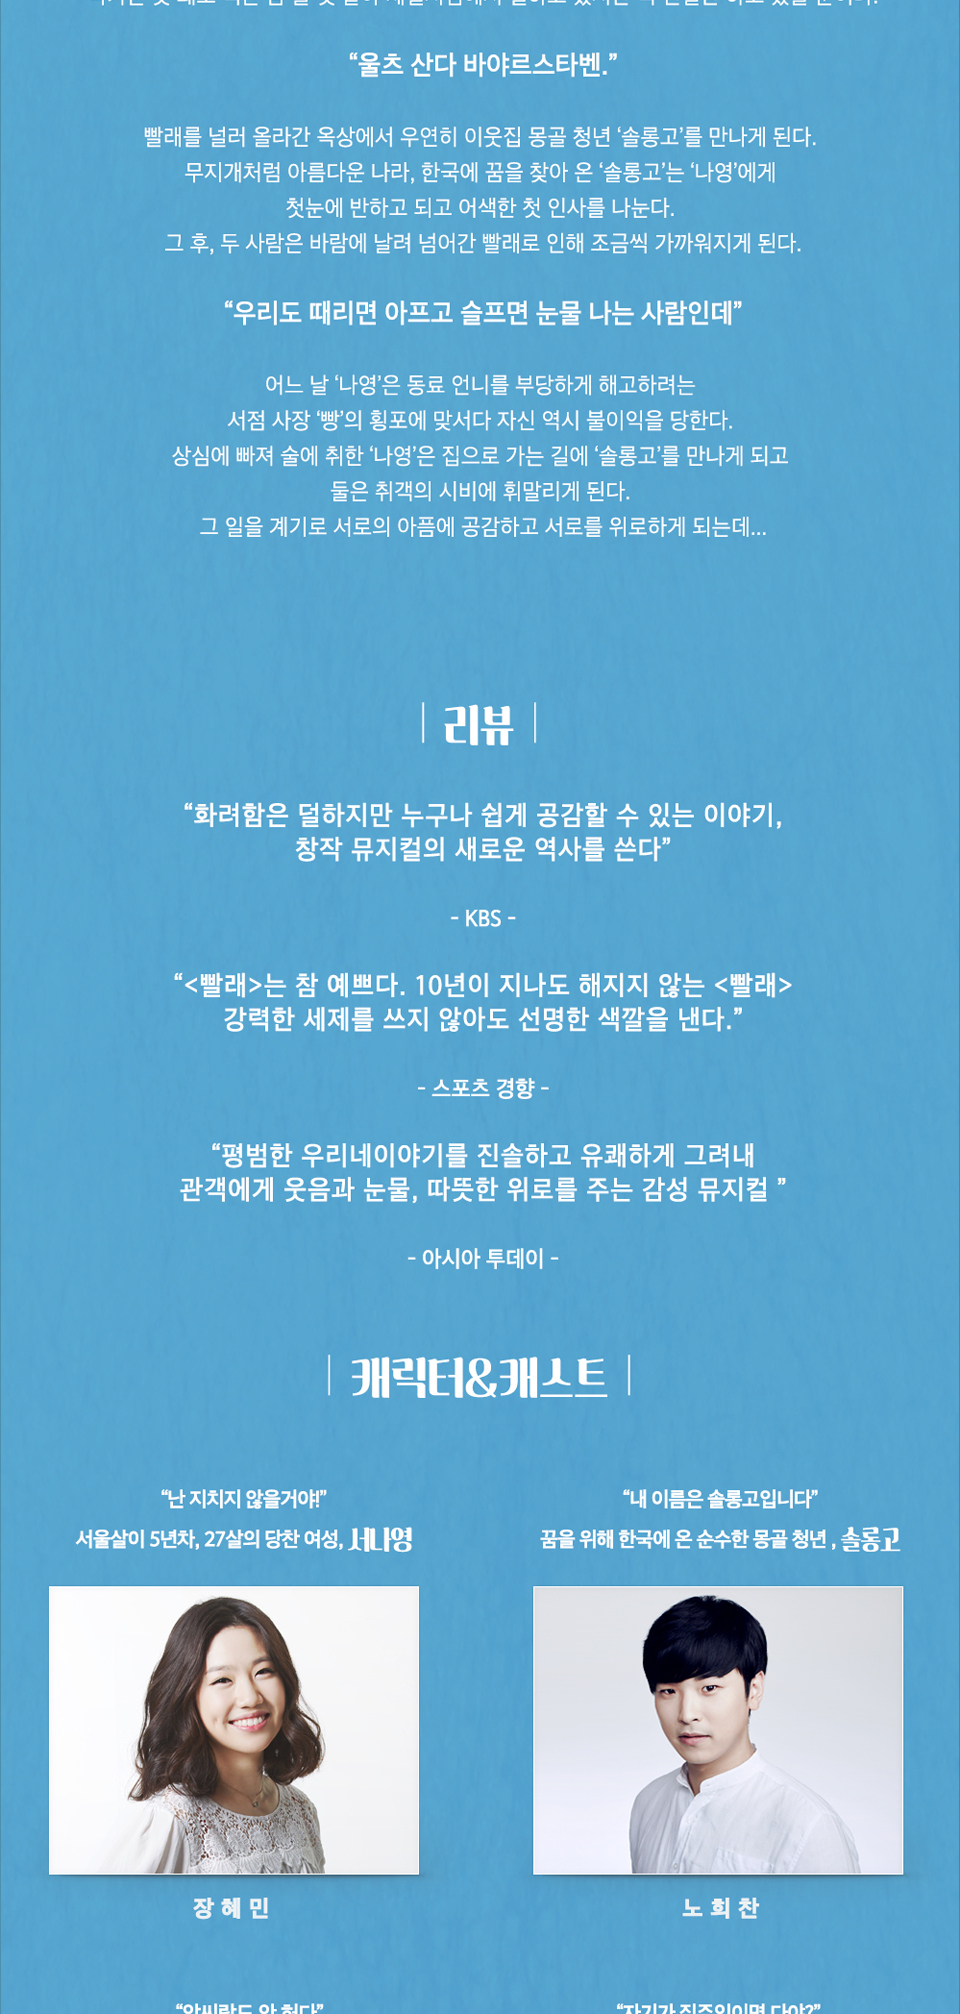 “울츠 산다 바야르스타벤.”
빨래를 널러 올라간 옥상에서 우연히 이웃집 몽골 청년 ‘솔롱고’를 만나게 된다.
무지개처럼 아름다운 나라, 한국에 꿈을 찾아 온 ‘솔롱고’는 ‘나영’에게
첫눈에 반하고 되고 어색한 첫 인사를 나눈다.
그 후, 두 사람은 바람에 날려 넘어간 빨래로 인해 조금씩 가까워지게 된다.
“우리도 때리면 아프고 슬프면 눈물 나는 사람인데”
어느 날 ‘나영’은 동료 언니를 부당하게 해고하려는
서점 사장 ‘빵’의 횡포에 맞서다 자신 역시 불이익을 당한다.
상심에 빠져 술에 취한 ‘나영’은 집으로 가는 길에 ‘솔롱고’를 만나게 되고
둘은 취객의 시비에 휘말리게 된다.
그 일을 계기로 서로의 아픔에 공감하고 서로를 위로하게 되는데...
| 리뷰 |
“화려함은 덜하지만 누구나 쉽게 공감할 수 있는 이야기,
창작 뮤지컬의 새로운 역사를 쓴다”
- KBS -
“<빨래>는 참 예쁘다. 10년이 지나도 해지지 않는 <빨래>
강력한 세제를 쓰지 않아도 선명한 색깔을 낸다.”
- 스포츠 경향 -
“평범한 우리네이야기를 진솔하고 유쾌하게 그려내
관객에게 웃음과 눈물, 따뜻한 위로를 주는 감성 뮤지컬 ”
- 아시아 투데이 -
| 캐릭터&캐스트 |
“난 지치지 않을거야!”
서울살이 5년차, 27살의 당찬 여성, 서나영
“내 이름은 솔롱고입니다”
꿈을 위해 한국에 온 순수한 몽골 청년 , 솔롱고
장 혜 민
노 희 찬